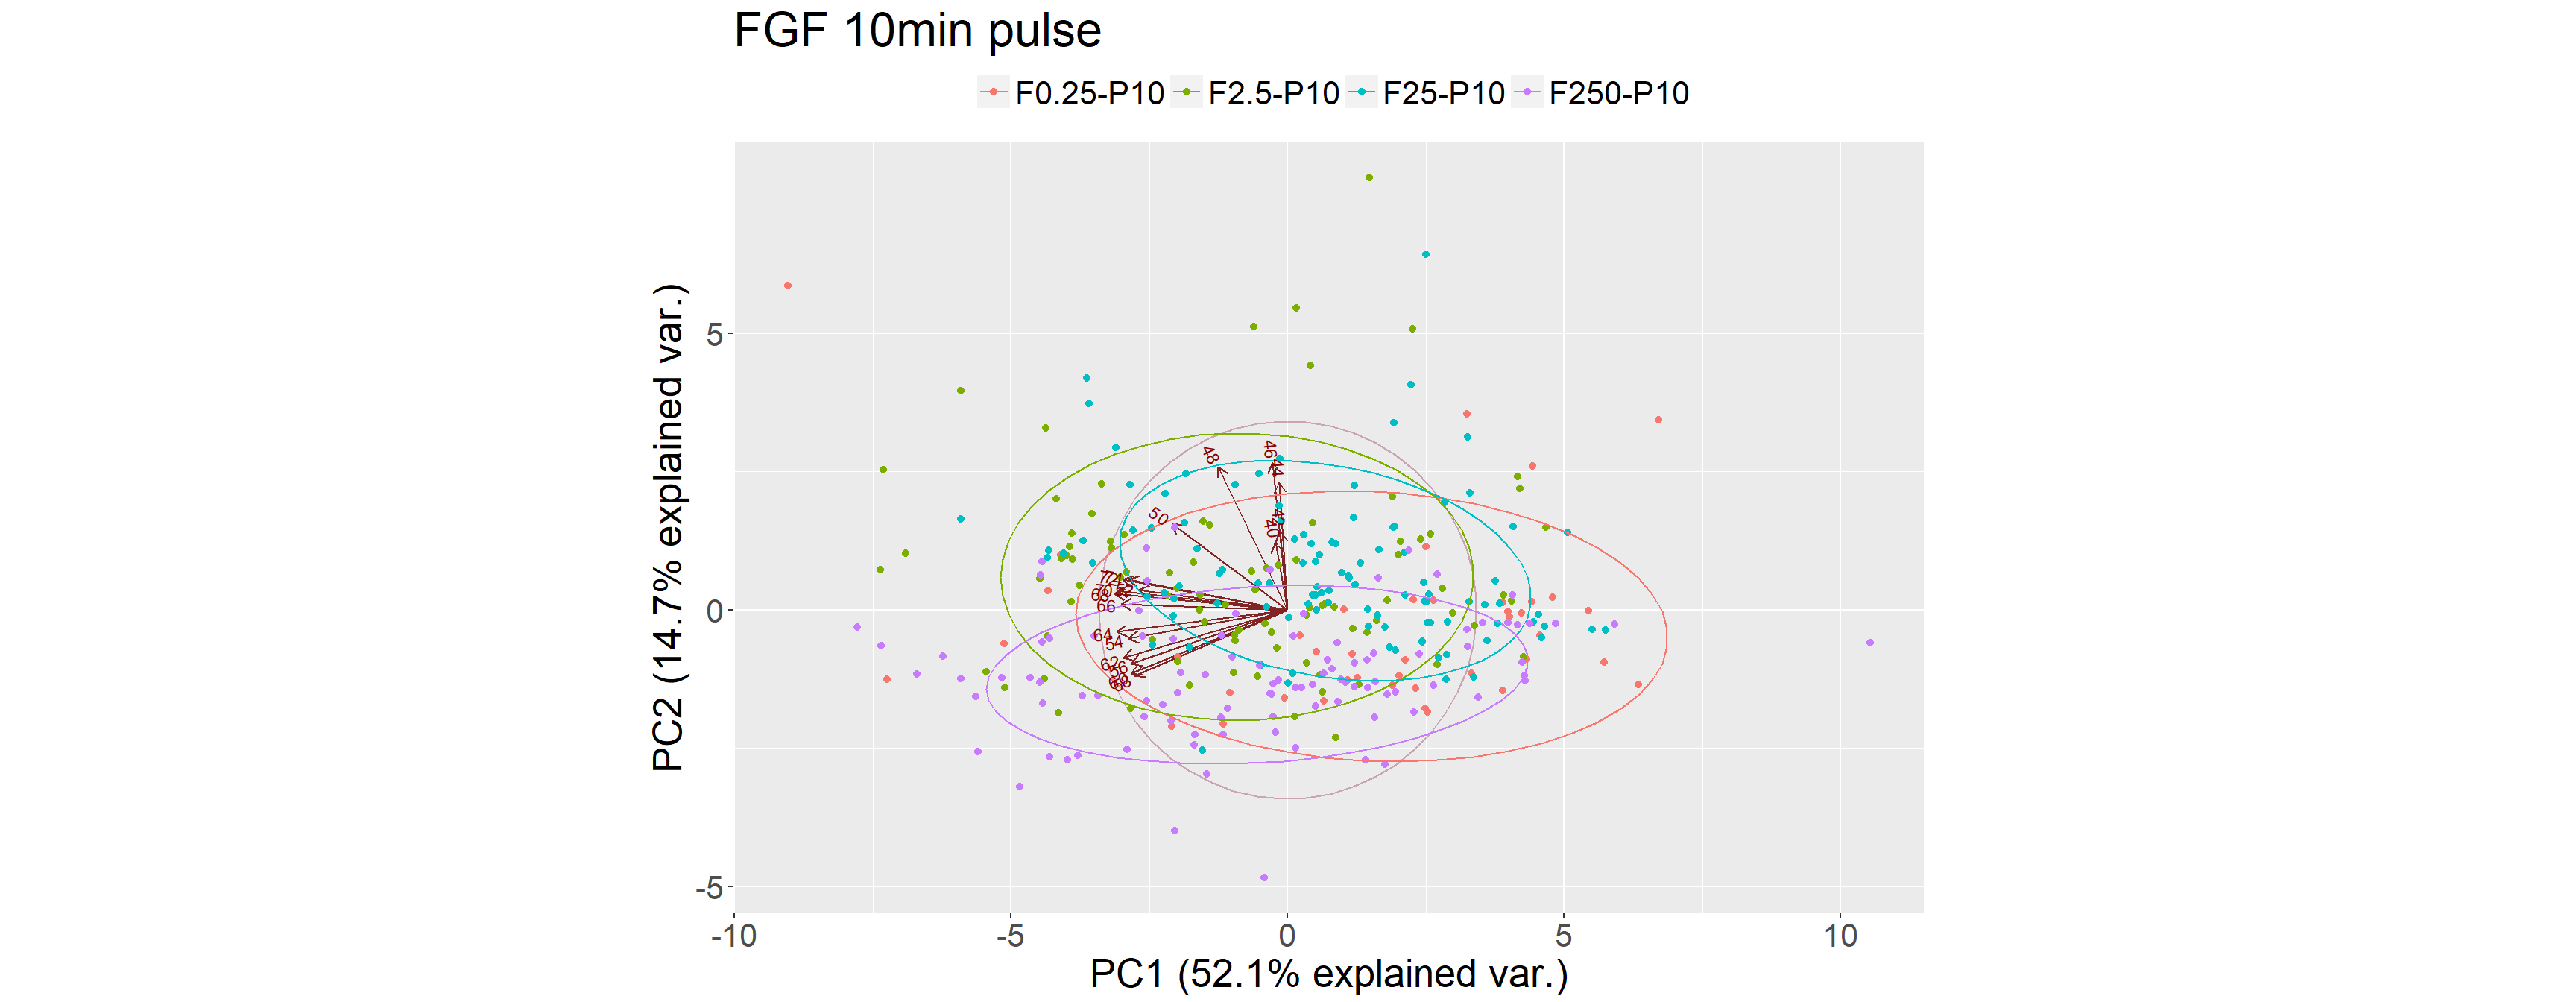 FGF 10min pulse
F0.25-P10 F2.5-P10 F25-P10 F250-P10
PC2 (14.7% explained var.)
5
0
-5
48
46
50
40
68
66
64
54
62
-10 -5 0 5 10
PC1 (52.1% explained var.)